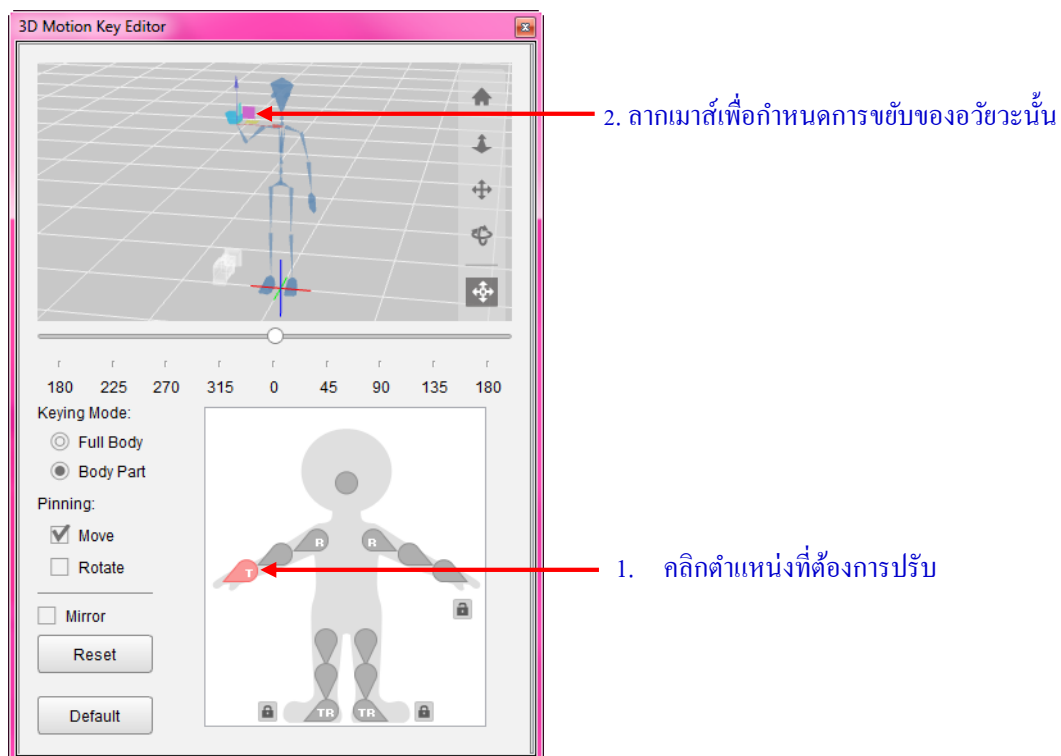 3D Motion Key Editor
2. ลากเมาส์เพื่อกำหนดการขยับของอวัยวะนั้น
180 225 270 315 0 45 90 135 180
Keying Mode:
Full Body
Body Part
Pinning:
Move
Rotate
Mirror
Reset
Default
R R
T
TR TR
1. คลิกตำแหน่งที่ต้องการปรับ